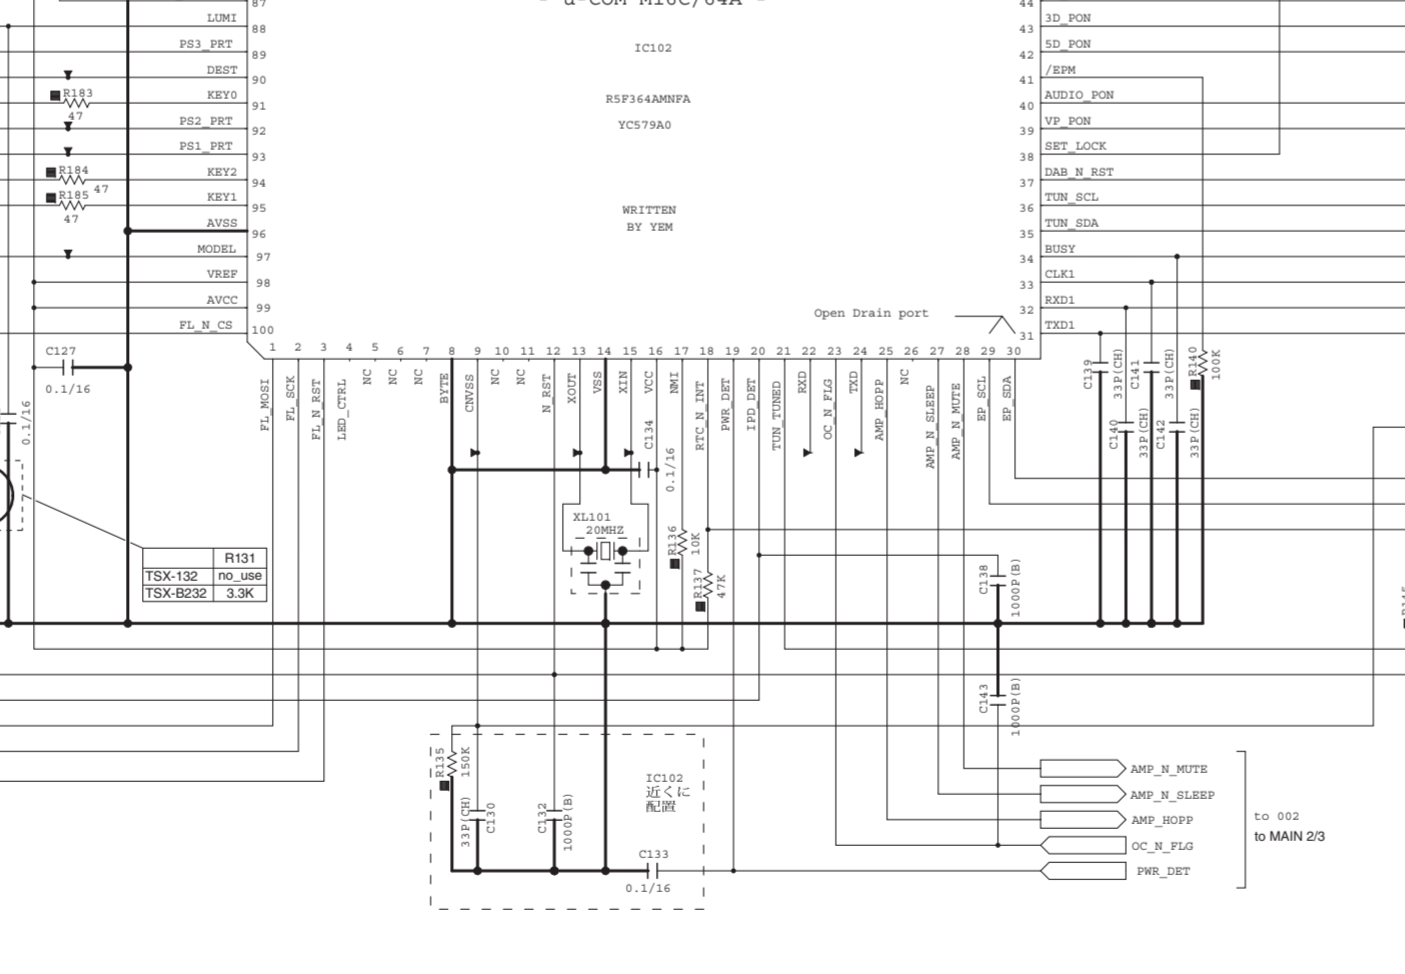 87
- u-COM M16C/64A -
44
LUMI
88
43
3D_PON
PS3_PRT
89
IC102
42
5D_PON
DEST
90
41
/EPM
R183
47
KEY0
91
R5F364AMNFA
40
AUDIO_PON
PS2_PRT
92
YC579A0
39
VP_PON
PS1_PRT
93
38
SET_LOCK
R184
47
KEY2
94
37
DAB_N_RST
R185
47
KEY1
95
36
TUN_SCL
WRITTEN
BY YEM
AVSS
96
35
TUN_SDA
MODEL
97
34
BUSY
VREF
98
33
CLK1
AVCC
99
32
RXD1
FL_N_CS
100
Open Drain port
31
TXD1
C127
0.1/16
0.1/16
1 2 3 4 5 6 7 8 9 10 11 12 13 14 15 16 17 18 19 20 21 22 23 24 25 26 27 28 29 30
FL_MOSI
FL_SCK
FL_N_RST
LED_CTRL
NC
NC
NC
BYTE
CNVSS
NC
NC
N_RST
XOUT
VSS
XIN
VCC
NMI
RTC_N_INT
PWR_DET
IPD_DET
TUN_TUNED
RXD
OC_N_FLG
TXD
AMP_HOPP
NC
AMP_N_SLEEP
AMP_N_MUTE
EP_SCL
EP_SDA
C139
33P(CH)
C141
33P(CH)
R140
100K
C140
33P(CH)
C142
33P(CH)
C134
0.1/16
XL101
20MHZ
R136
10K
R137
47K
C138
1000P(B)
R131
TSX-132 no_use
TSX-B232 3.3K
C143
1000P(B)
R135
150K
33P(CH)
C130
C132
1000P(B)
IC102
近くに
配置
C133
0.1/16
AMP_N_MUTE
AMP_N_SLEEP
AMP_HOPP
OC_N_FLG
PWR_DET
to 002
to MAIN 2/3